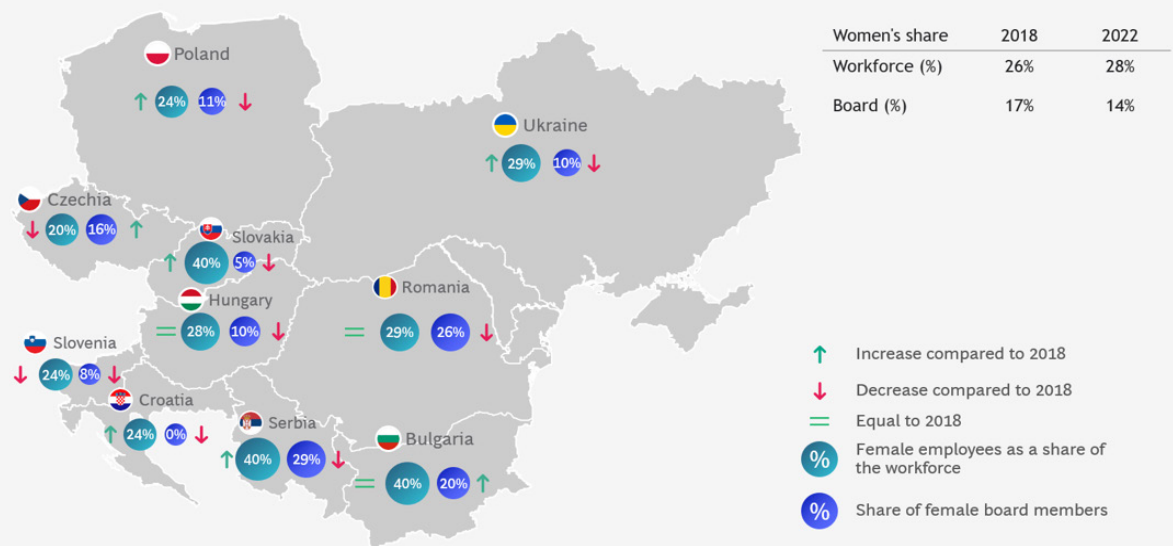 Women's share 2018 2022
Workforce (%) 26% 28%
Board (%) 17% 14%
Poland
24% 11%
Ukraine
29% 10%
Czechia
20% 16%
Slovakia
40% 5%
Hungary
28% 10%
Romania
29% 26%
Slovenia
24% 8%
Croatia
24% 0%
Serbia
40% 29%
Bulgaria
40% 20%
Increase compared to 2018
Decrease compared to 2018
Equal to 2018
% Female employees as a share of
the workforce
% Share of female board members